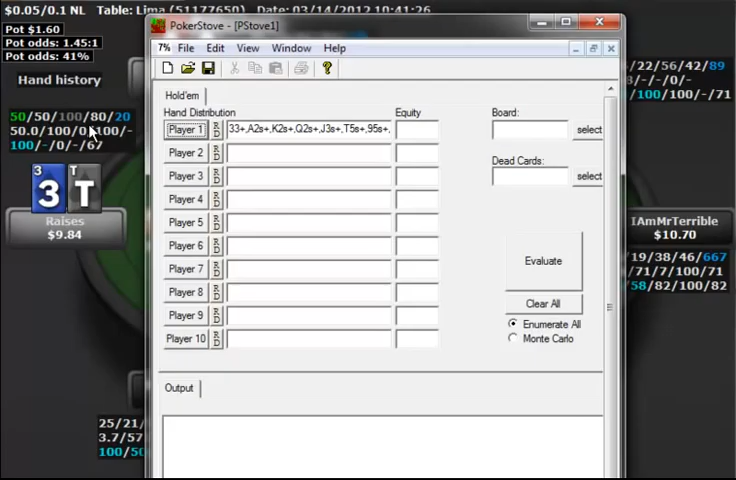 $0.05/$0.1 NL Table: Lima (51177650) Date: 03/14/2012 10:41:26
Pot $1.60
Pot odds: 1.45:1
Pot odds: 41%
Hand history
50/50/100/80/20
50.0/100/0/100/-
100/-/0/-/67
3 T
Raises
$9.84
25/21/
3.7/57
100/50
PokerStove - [PStove1]
7% File Edit View Window Help
Hold'em
Hand Distribution Equity
Player 1 33+,A2s+,K2s+,Q2s+,J3s+,T5s+,95s+,
Player 2
Player 3
Player 4
Player 5
Player 6
Player 7
Player 8
Player 9
Player 10
Board:
select
Dead Cards:
select
Evaluate
Clear All
Enumerate All
Monte Carlo
Output
/22/56/42/89
/-/-/0/-
/-/100/-/71
IAmMrTerrible
$10.70
/19/38/46/667
/71/7/100/71
/58/82/100/82